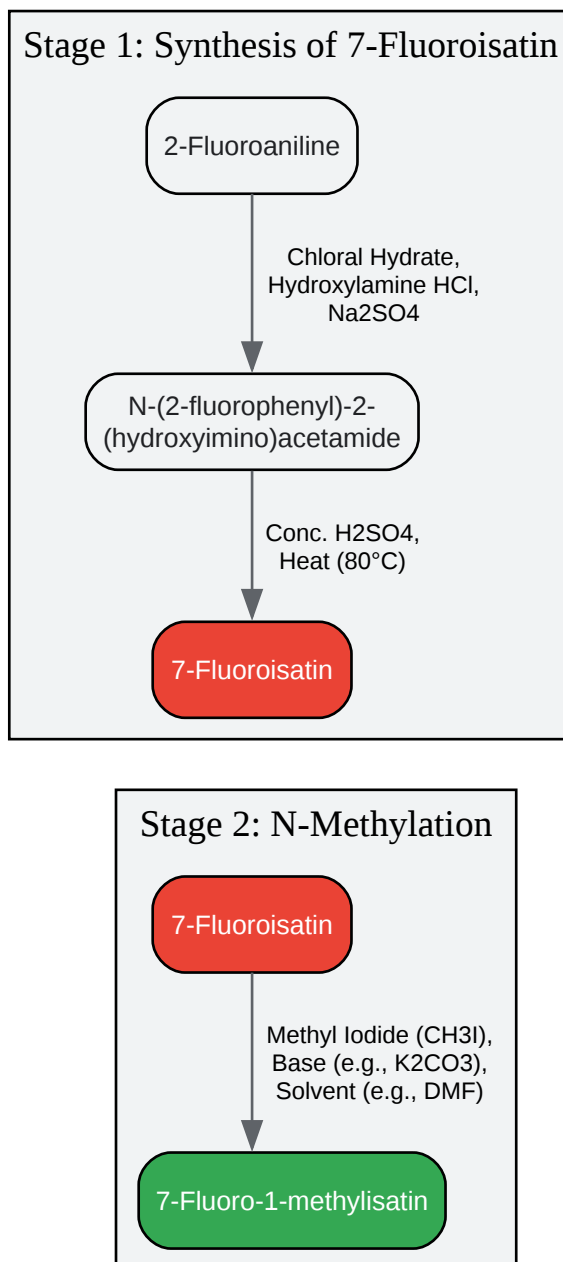 Stage 1: Synthesis of 7-Fluoroisatin
2-Fluoroaniline
Chloral Hydrate,
Hydroxylamine HCl,
Na2SO4
N-(2-fluorophenyl)-2-
(hydroxyimino)acetamide
Conc. H2SO4,
Heat (80°C)
7-Fluoroisatin
Stage 2: N-Methylation
7-Fluoroisatin
Methyl Iodide (CH3I),
Base (e.g., K2CO3),
Solvent (e.g., DMF)
7-Fluoro-1-methylisatin